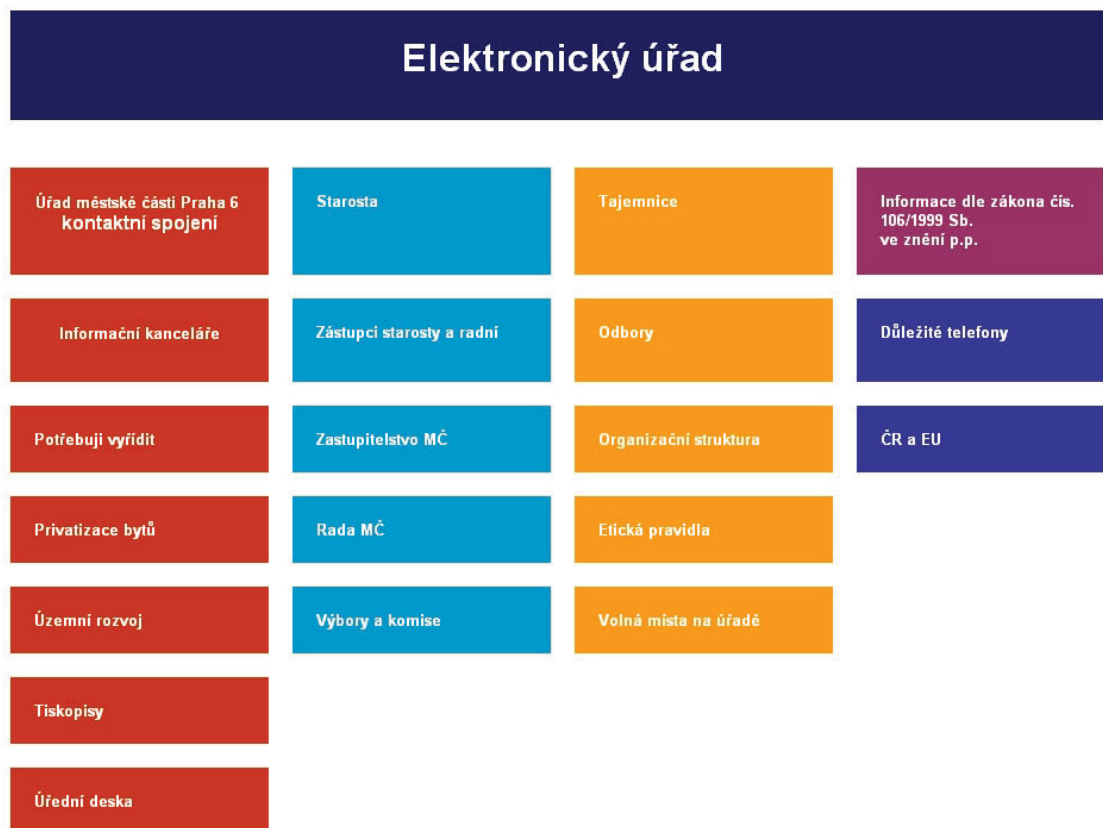 Elektronický úřad
Úřad městské části Praha 6
kontaktní spojení
Starosta
Tajemnice
Informace dle zákona čís.
106/1999 Sb.
ve znění p.p.
Informační kanceláře
Zástupci starosty a radní
Odbory
Důležité telefony
Potřebuji vyřídit
Zastupitelstvo MČ
Organizační struktura
ČR a EU
Privatizace bytů
Rada MČ
Etická pravidla
Územní rozvoj
Výbory a komise
Volná místa na úřadě
Tiskopisy
Úřední deska